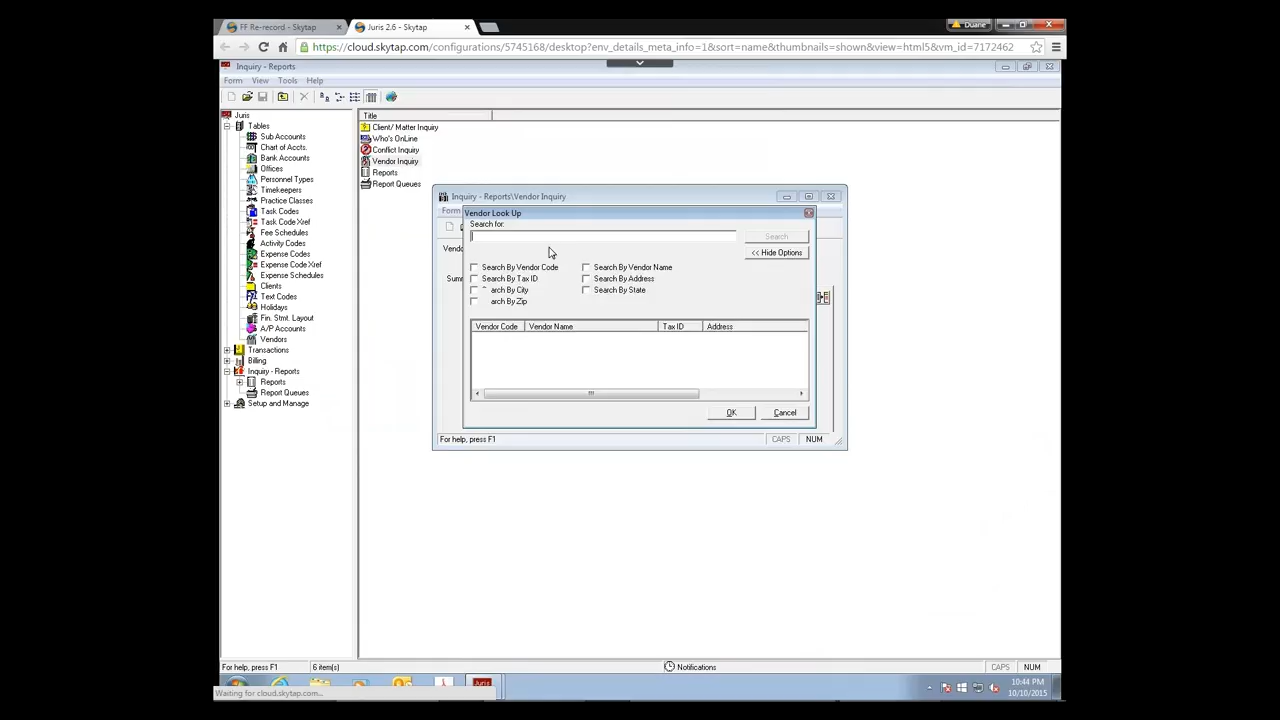 FF Re-record - Skytap
Juris 2.6 - Skytap
Duane
https://cloud.skytap.com/configurations/5745168/desktop?env_details_meta_info=1&sort=name&thumbnails=shown&view=html5&vm_id=7172462
Inquiry - Reports
Form View Tools Help
Juris
Tables
Sub Accounts
Chart of Accts.
Bank Accounts
Offices
Personnel Types
Timekeepers
Practice Classes
Task Codes
Task Code Xref
Fee Schedules
Activity Codes
Expense Codes
Expense Code Xref
Expense Schedules
Clients
Text Codes
Holidays
Fin. Stmt. Layout
A/P Accounts
Vendors
Transactions
Billing
Inquiry - Reports
Reports
Report Queues
Setup and Manage
Title
Client/ Matter Inquiry
Who's OnLine
Conflict Inquiry
Vendor Inquiry
Reports
Report Queues
Inquiry - Reports\Vendor Inquiry
Form
Vendo
Summ
Vendor Look Up
Search for:
Search
<< Hide Options
Search By Vendor Code Search By Vendor Name
Search By Tax ID Search By Address
arch By City Search By State
arch By Zip
Vendor Code Vendor Name Tax ID Address
OK Cancel
For help, press F1 CAPS NUM
For help, press F1 6 item(s) Notifications CAPS NUM
Juris
Waiting for cloud.skytap.com...
10:44 PM
10/10/2015